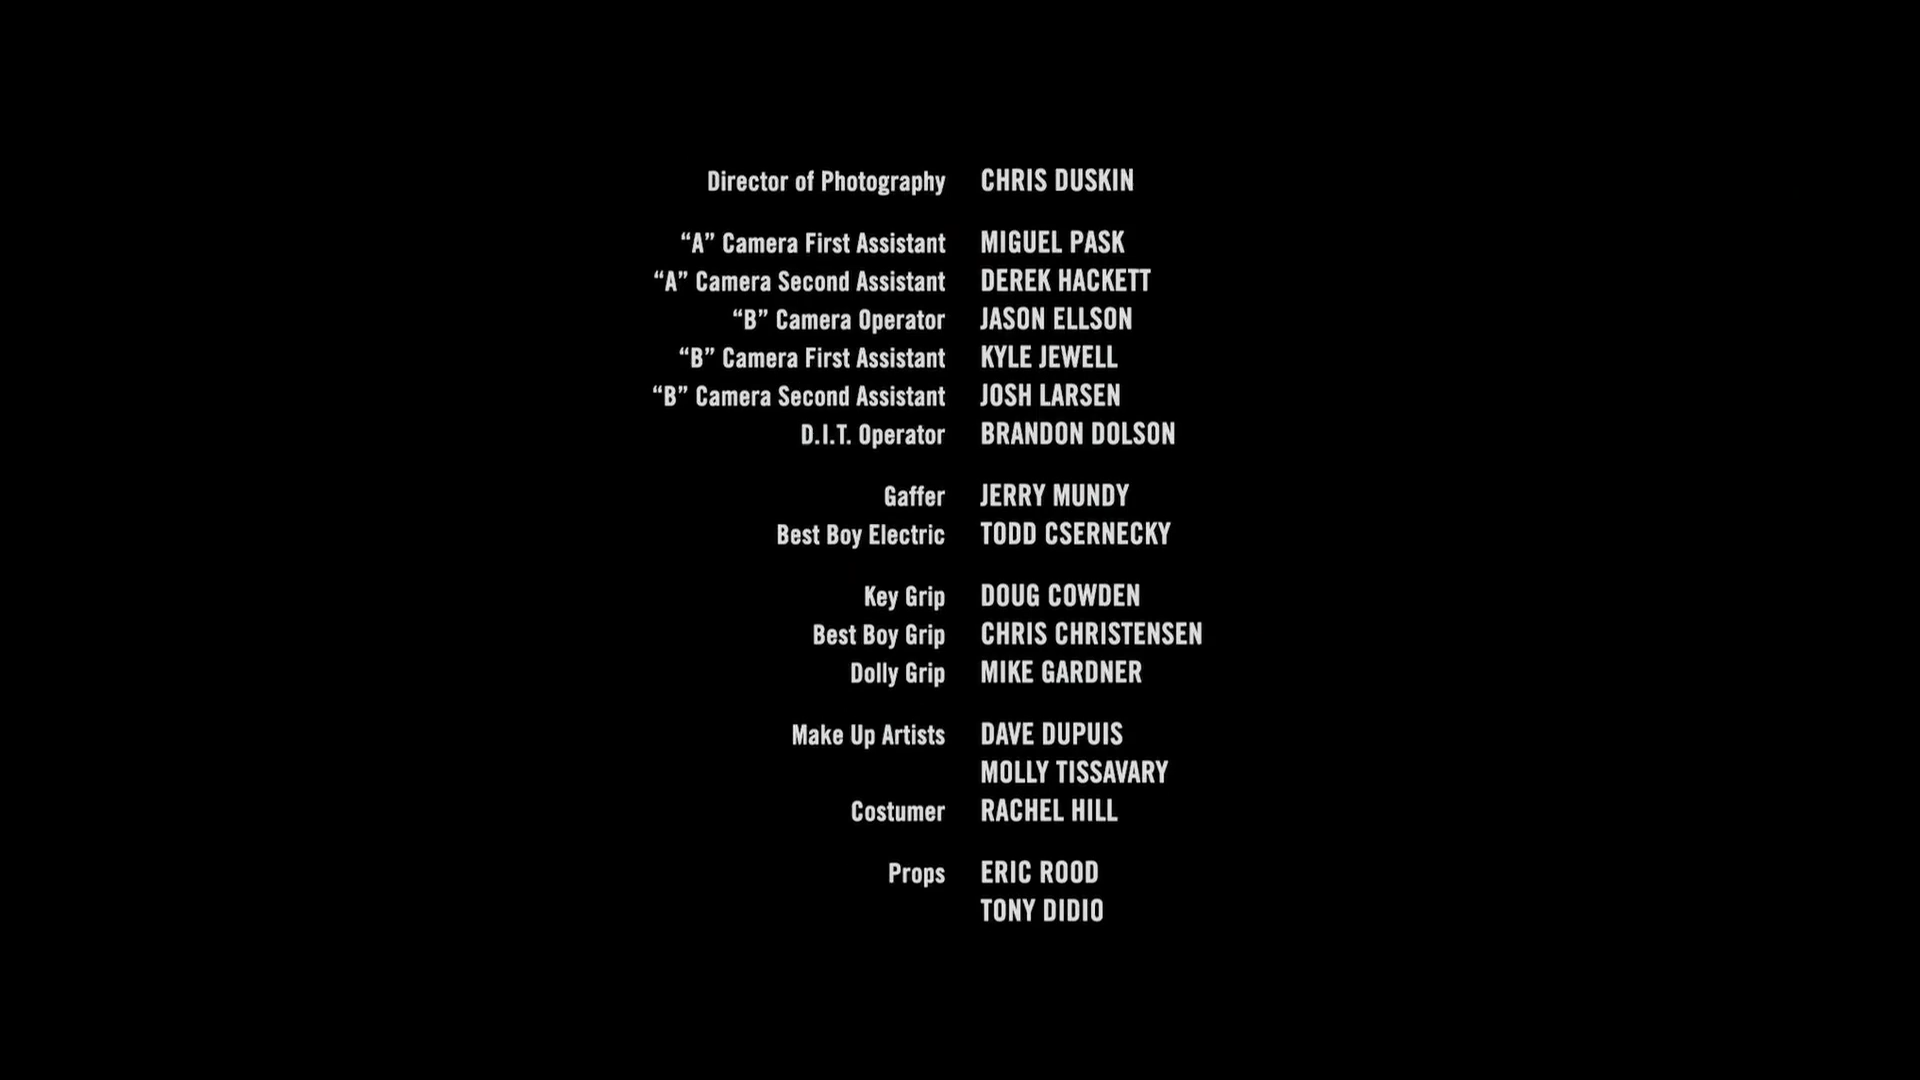 Director of Photography CHRIS DUSKIN
“A” Camera First Assistant MIGUEL PASK
“A” Camera Second Assistant DEREK HACKETT
“B” Camera Operator JASON ELLSON
“B” Camera First Assistant KYLE JEWELL
“B” Camera Second Assistant JOSH LARSEN
D.I.T. Operator BRANDON DOLSON
Gaffer JERRY MUNDY
Best Boy Electric TODD CSERNECKY
Key Grip DOUG COWDEN
Best Boy Grip CHRIS CHRISTENSEN
Dolly Grip MIKE GARDNER
Make Up Artists DAVE DUPUIS
MOLLY TISSAVARY
Costumer RACHEL HILL
Props ERIC ROOD
TONY DIDIO